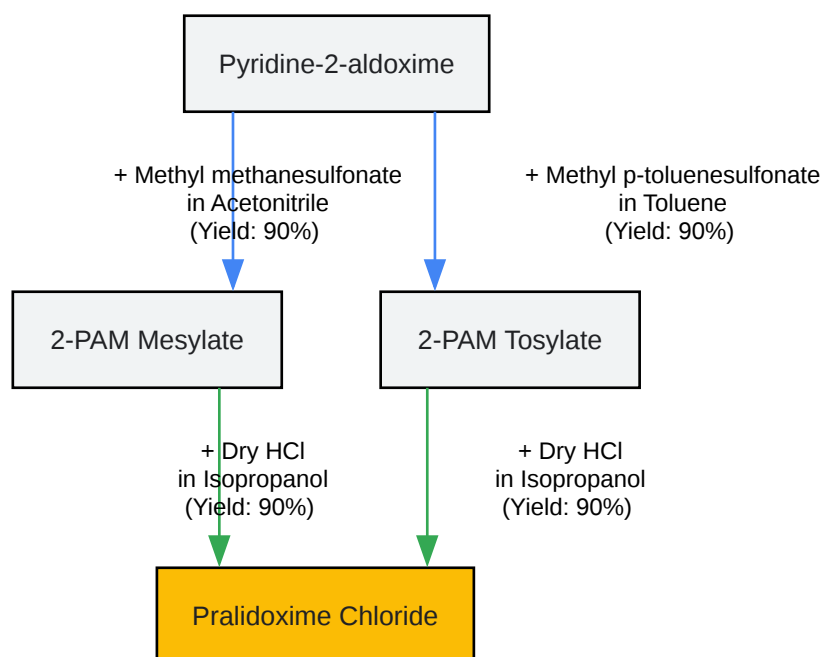 Pyridine-2-aldoxime
+ Methyl methanesulfonate
in Acetonitrile
(Yield: 90%)
+ Methyl p-toluenesulfonate
in Toluene
(Yield: 90%)
2-PAM Mesylate
2-PAM Tosylate
+ Dry HCl
in Isopropanol
(Yield: 90%)
+ Dry HCl
in Isopropanol
(Yield: 90%)
Pralidoxime Chloride